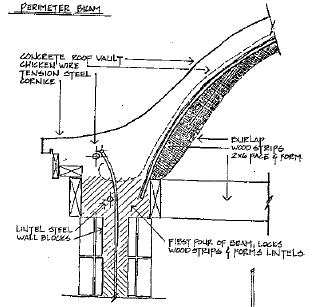 PERIMETER BEAM
CONCRETE ROOF VAULT
CHICKEN WIRE
TENSION STEEL
CORNICE
BURLAP
WOOD STRIPS
2X6 FACE & FORM
LINTEL STEEL
WALL BLOCKS
FIRST POUR OF BEAM, LOCKS
WOOD STRIPS & FORMS LINTELS